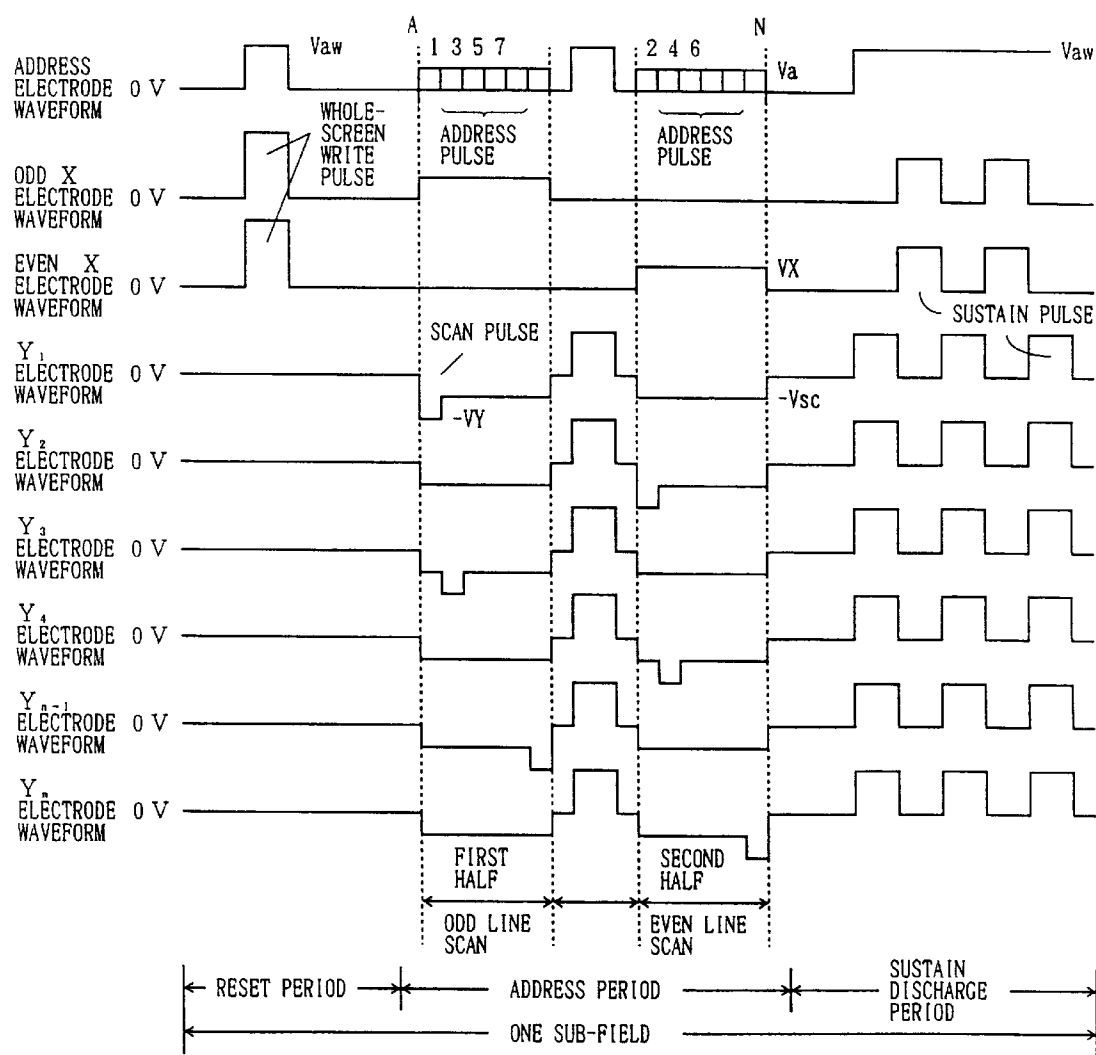 A
N
1 3 5 7
2 4 6
Vaw
Va
Vaw
ADDRESS
ELECTRODE 0 V
WAVEFORM
ADDRESS
PULSE
ADDRESS
PULSE
WHOLE-
SCREEN
WRITE
PULSE
ODD X
ELECTRODE 0 V
WAVEFORM
EVEN X
ELECTRODE 0 V
WAVEFORM
VX
SUSTAIN PULSE
SCAN PULSE
Y₁
ELECTRODE 0 V
WAVEFORM
-VY
-Vsc
Y₂
ELECTRODE 0 V
WAVEFORM
Y₃
ELECTRODE 0 V
WAVEFORM
Y₄
ELECTRODE 0 V
WAVEFORM
Yₙ₋₁
ELECTRODE 0 V
WAVEFORM
Yₙ
ELECTRODE 0 V
WAVEFORM
FIRST
HALF
SECOND
HALF
ODD LINE
SCAN
EVEN LINE
SCAN
RESET PERIOD
ADDRESS PERIOD
SUSTAIN
DISCHARGE
PERIOD
ONE SUB-FIELD